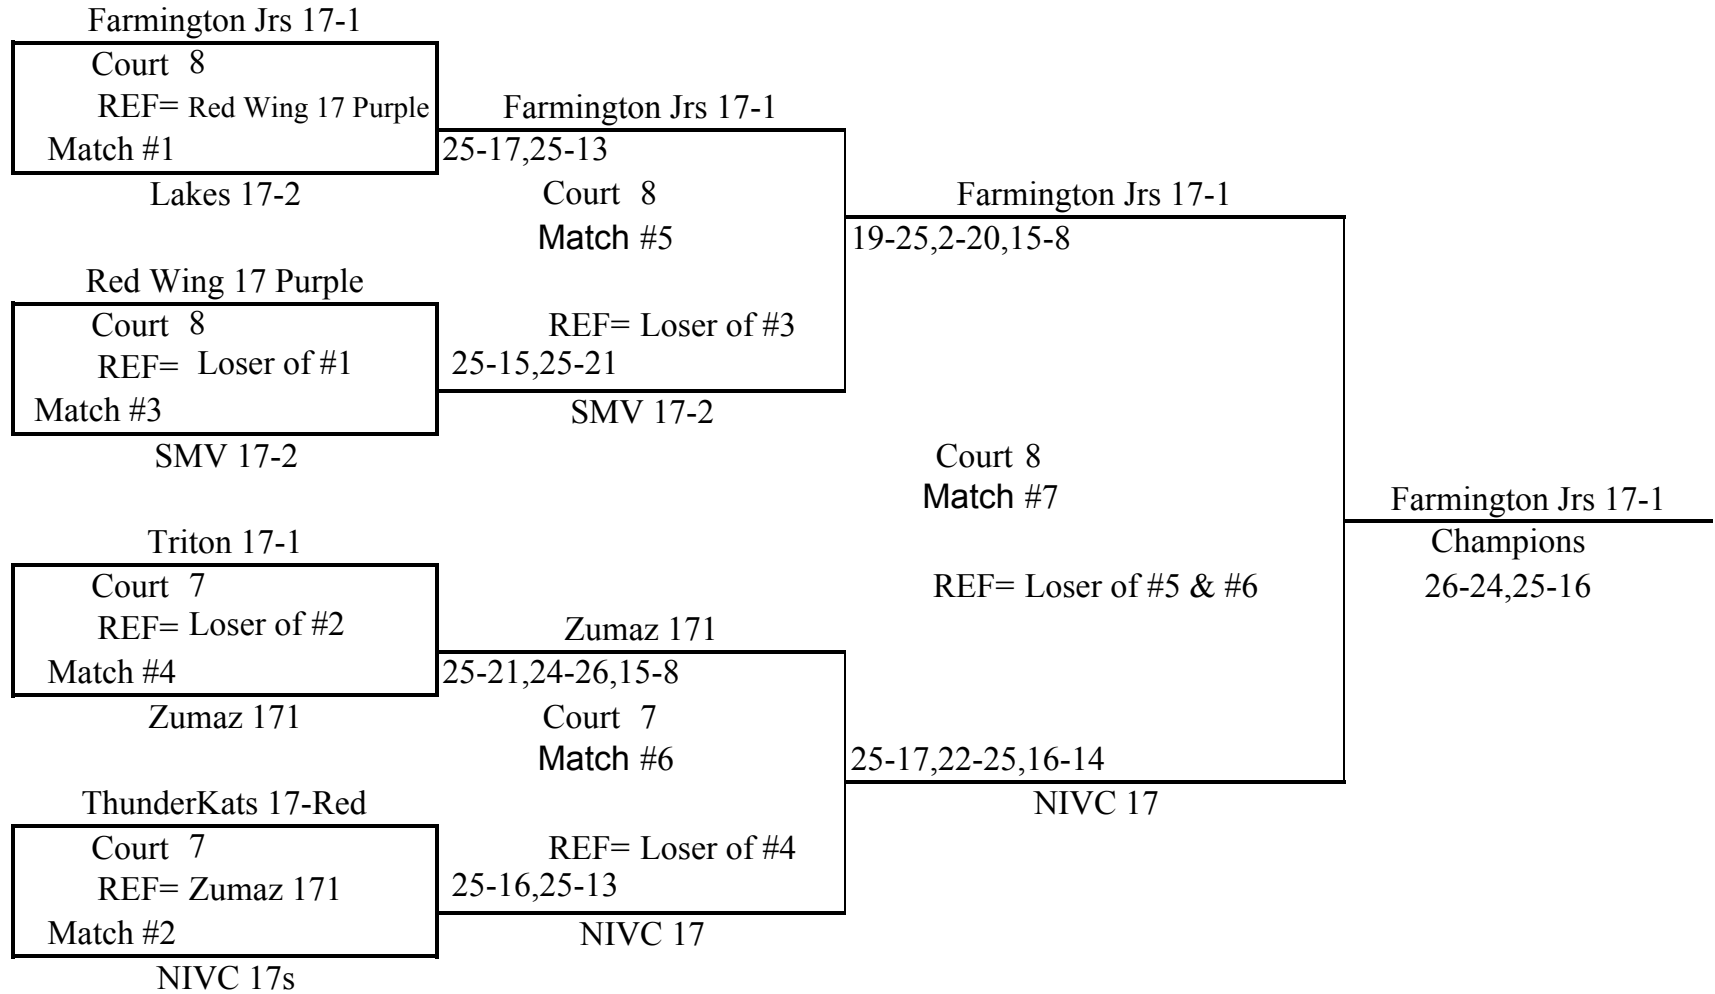 Farmington Jrs 17-1
Court 8
REF= Red Wing 17 Purple
Match #1
Lakes 17-2
Red Wing 17 Purple
Court 8
REF= Loser of #1
Match #3
SMV 17-2
Triton 17-1
Court 7
REF= Loser of #2
Match #4
Zumaz 171
ThunderKats 17-Red
Court 7
REF= Zumaz 171
Match #2
NIVC 17s
Farmington Jrs 17-1
25-17,25-13
Court 8
Match #5
REF= Loser of #3
25-15,25-21
SMV 17-2
Zumaz 171
25-21,24-26,15-8
Court 7
Match #6
REF= Loser of #4
25-16,25-13
NIVC 17
Farmington Jrs 17-1
19-25,2-20,15-8
Court 8
Match #7
REF= Loser of #5 & #6
25-17,22-25,16-14
NIVC 17
Farmington Jrs 17-1
Champions
26-24,25-16